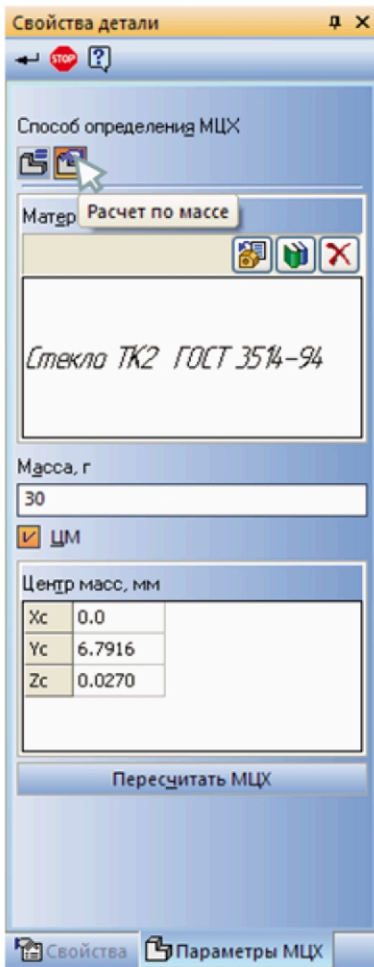 Свойства детали
STOP
Способ определения МЦХ
Матер
Расчет по массе
Стекло ТК2 ГОСТ 3514-94
Масса, г
30
ЦМ
Центр масс, мм
Xc 0.0
Yc 6.7916
Zc 0.0270
Пересчитать МЦХ
Свойства Параметры МЦХ